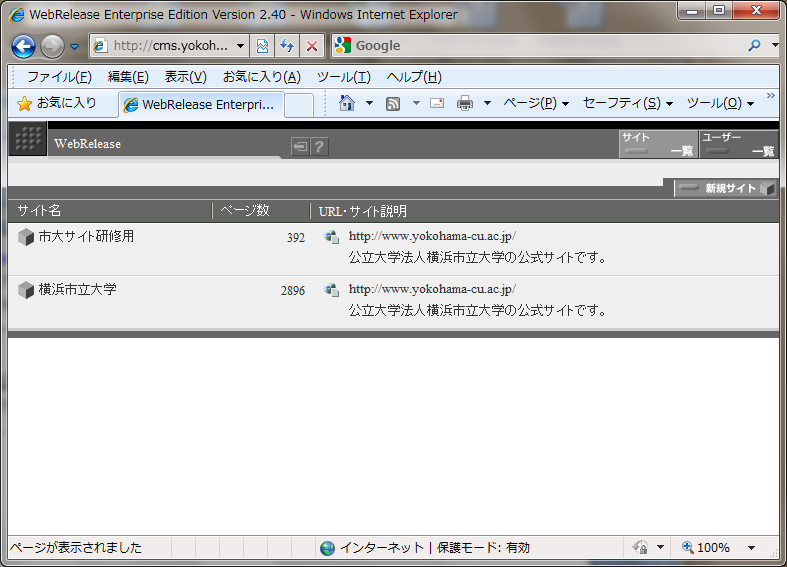 WebRelease Enterprise Edition Version 2.40 - Windows Internet Explorer
http://cms.yokoh...
Google
ファイル(F) 編集(E) 表示(V) お気に入り(A) ツール(T) ヘルプ(H)
お気に入り WebRelease Enterpri... ページ(P) セーフティ(S) ツール(O) »
WebRelease ?
サイト一覧 ユーザー一覧
新規サイト
サイト名 ページ数 URL・サイト説明
市大サイト研修用 392 http://www.yokohama-cu.ac.jp/
公立大学法人横浜市立大学の公式サイトです。
横浜市立大学 2896 http://www.yokohama-cu.ac.jp/
公立大学法人横浜市立大学の公式サイトです。
ページが表示されました インターネット | 保護モード: 有効 100%